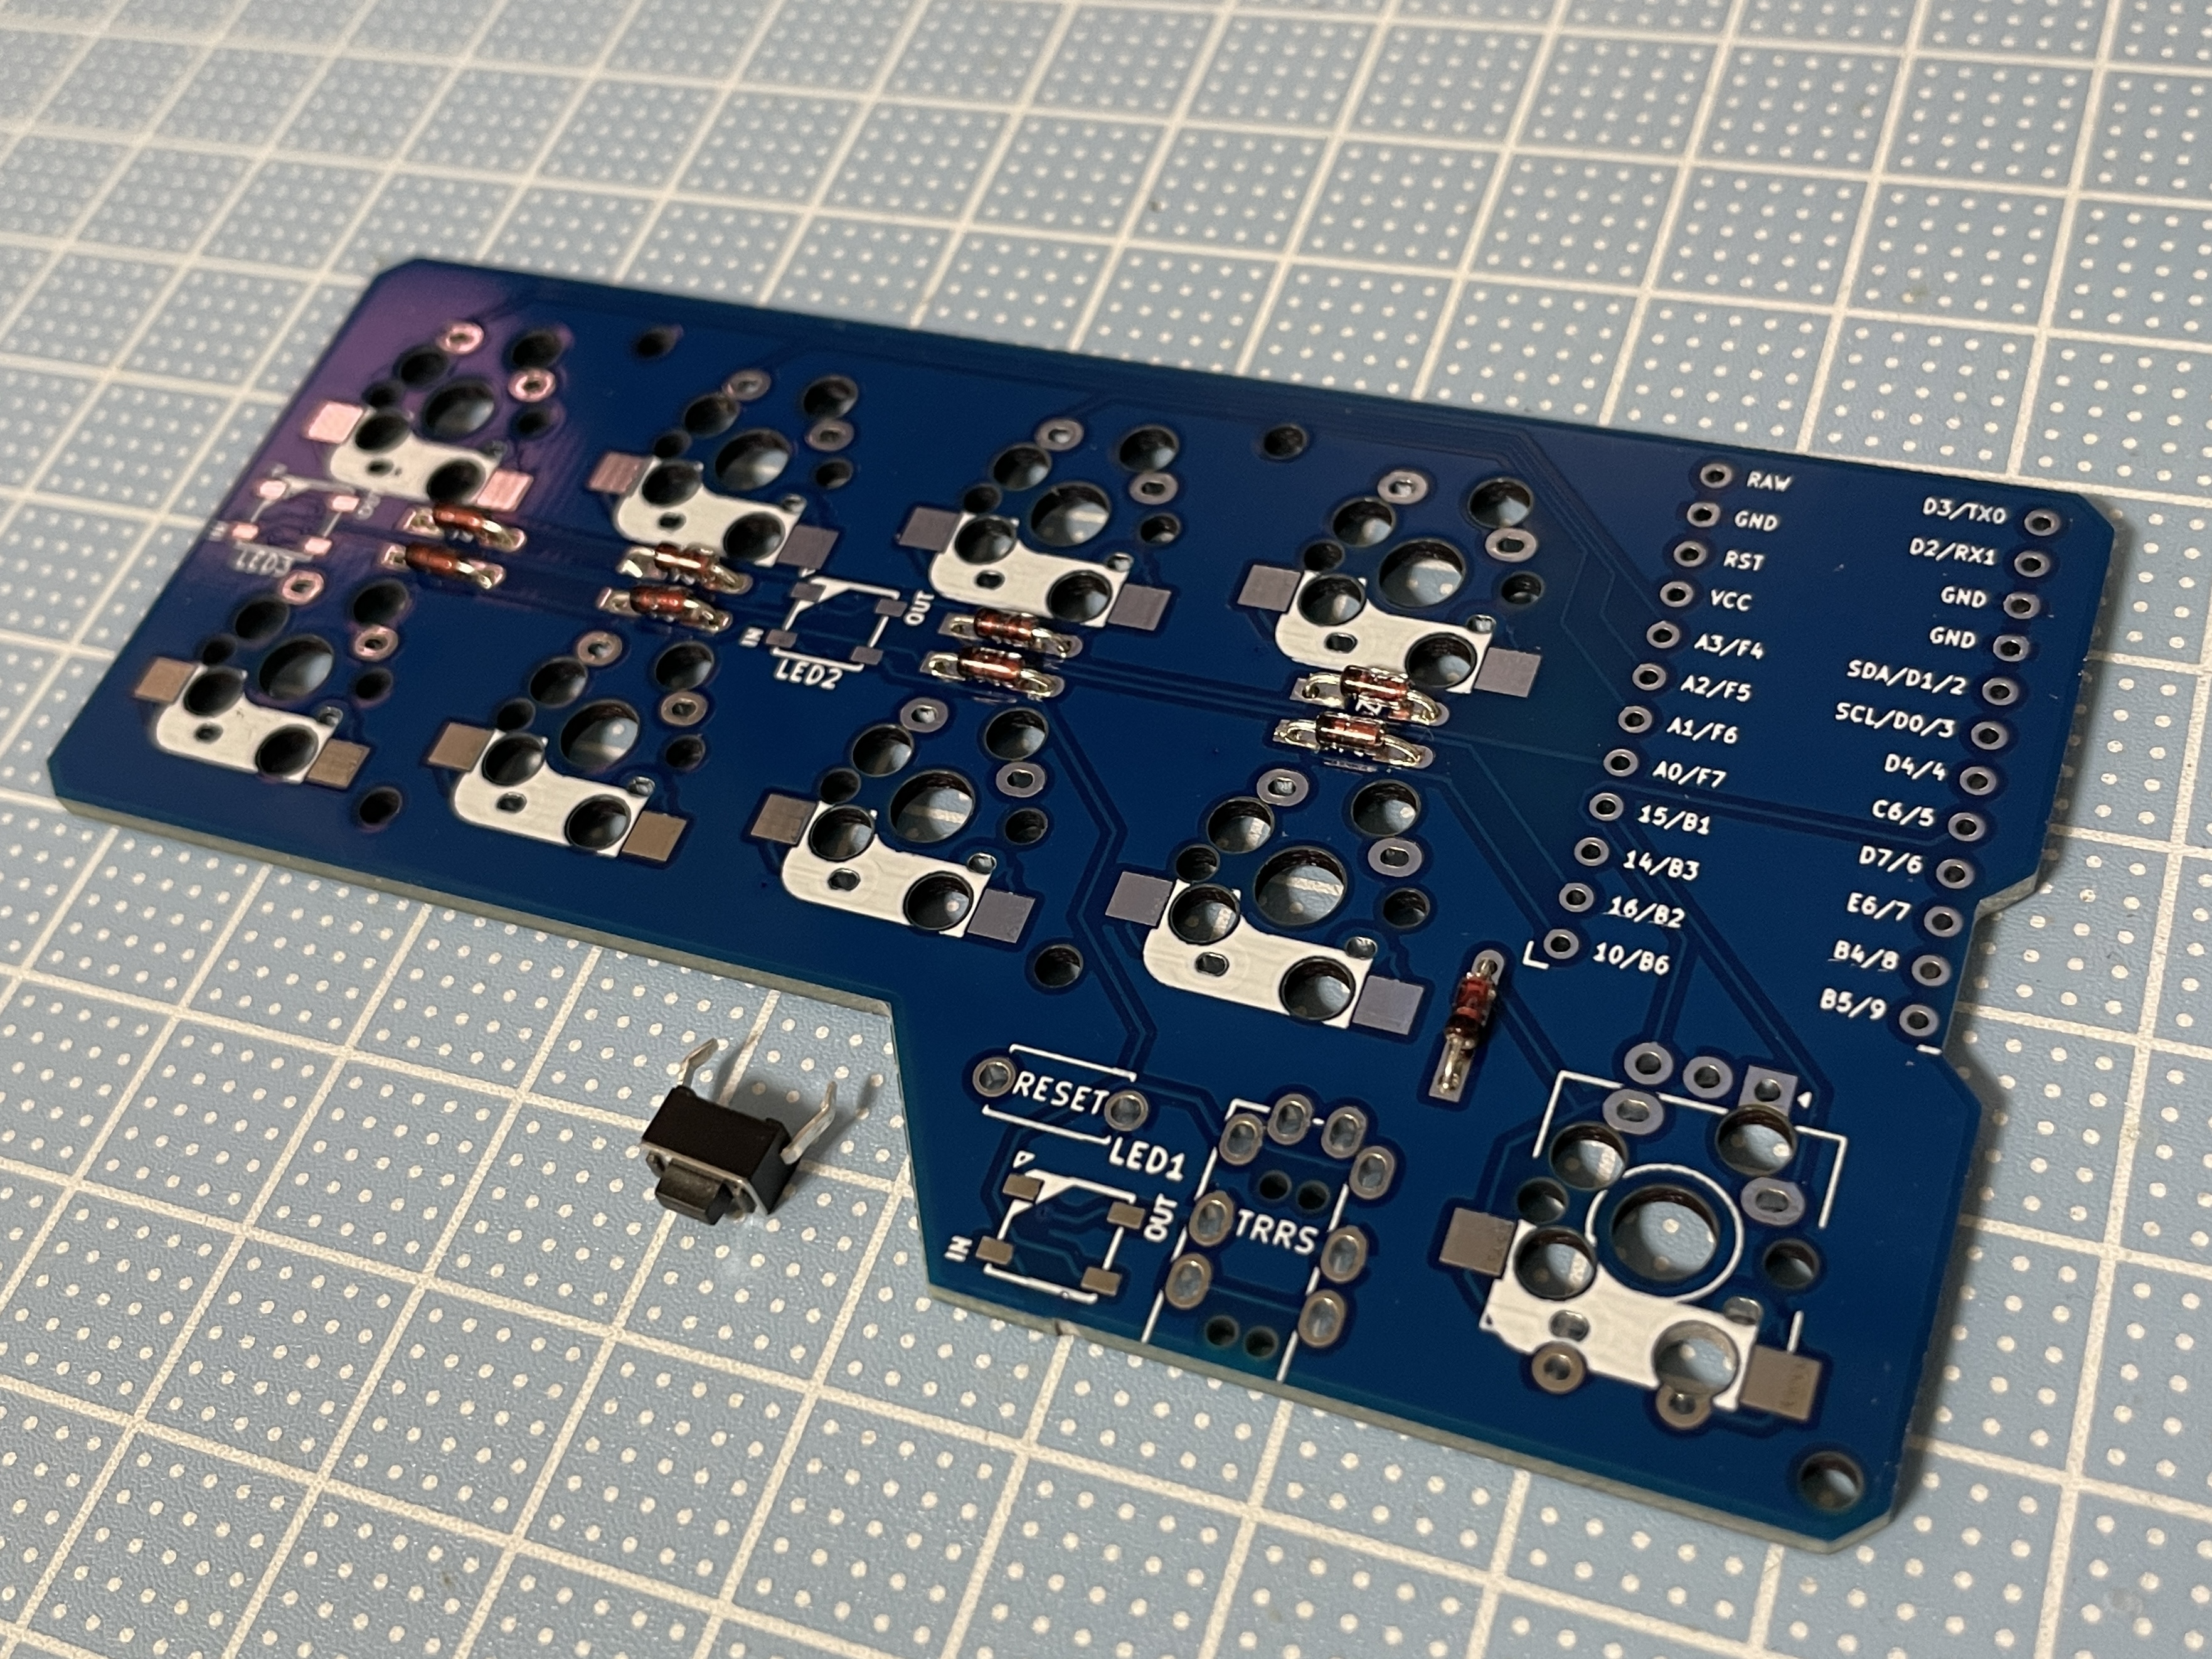 RAW
GND
RST
VCC
A3/F4
A2/F5
A1/F6
A0/F7
15/B1
14/B3
16/B2
10/B6
D3/TX0
D2/RX1
GND
GND
SDA/D1/2
SCL/D0/3
D4/4
C6/5
D7/6
E6/7
B4/8
B5/9
LED3
IN
OUT
LED2
RESET
LED1
IN
OUT
TRRS